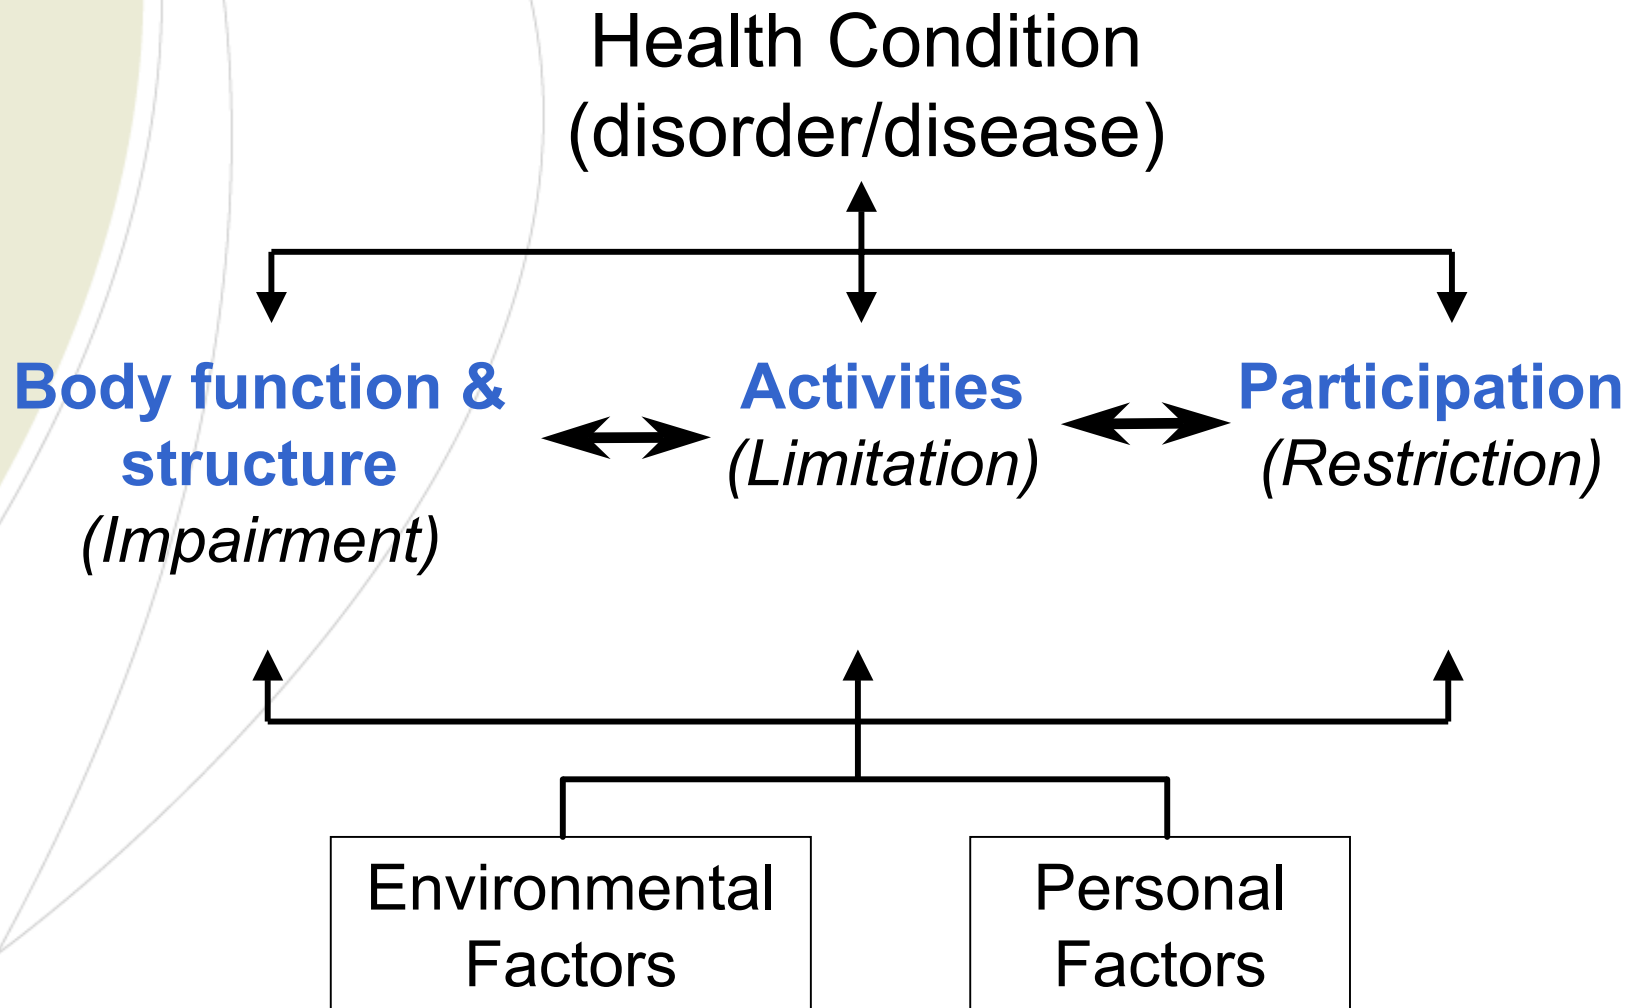 Health Condition
(disorder/disease)
Body function &
structure
(Impairment)
Activities
(Limitation)
Participation
(Restriction)
Environmental
Factors
Personal
Factors